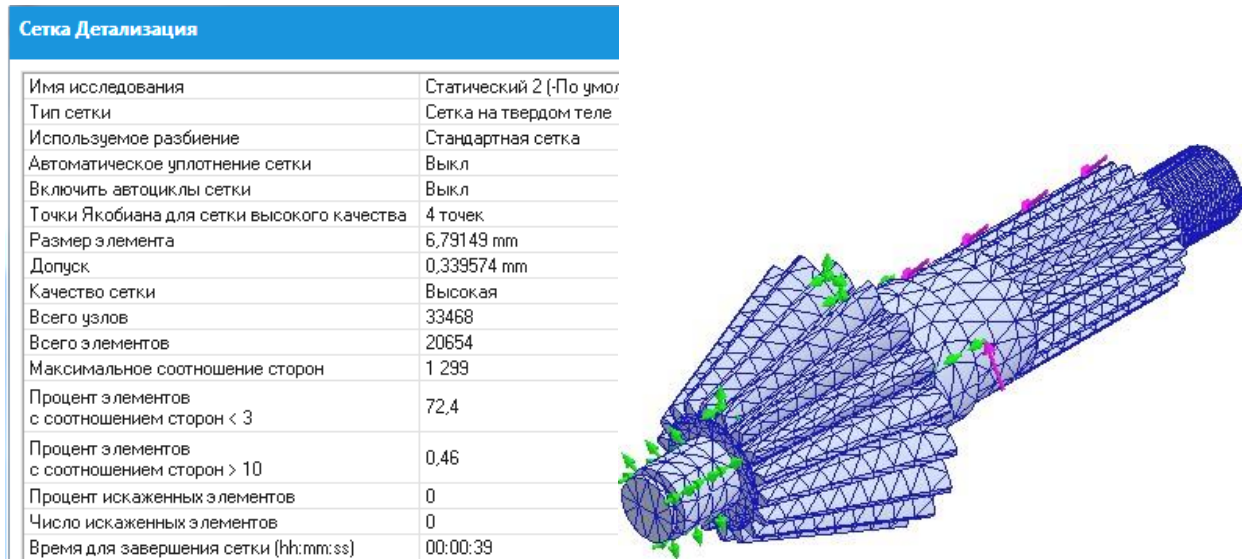 Сетка Детализация
Имя исследования Статический 2 (-По умол
Тип сетки Сетка на твердом теле
Используемое разбиение Стандартная сетка
Автоматическое уплотнение сетки Выкл
Включить автоциклы сетки Выкл
Точки Якобиана для сетки высокого качества 4 точек
Размер элемента 6,79149 mm
Допуск 0,339574 mm
Качество сетки Высокая
Всего узлов 33468
Всего элементов 20654
Максимальное соотношение сторон 1 299
Процент элементов
с соотношением сторон < 3 72,4
Процент элементов
с соотношением сторон > 10 0,46
Процент искаженных элементов 0
Число искаженных элементов 0
Время для завершения сетки (hh:mm:ss) 00:00:39